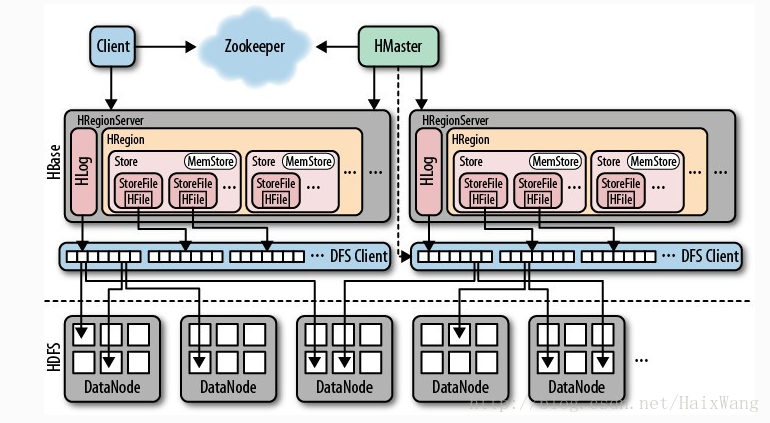 Client
Zookeeper
HMaster
HBase
HRegionServer
HLog
HRegion
Store
MemStore
StoreFile
HFile
StoreFile
HFile
...
Store
MemStore
StoreFile
HFile
...
...
...
HRegionServer
HLog
HRegion
Store
MemStore
StoreFile
HFile
StoreFile
HFile
...
Store
MemStore
StoreFile
HFile
...
...
...
... DFS Client
... DFS Client
HDFS
DataNode
DataNode
DataNode
DataNode
DataNode
...
http://blog.csdn.net/HaixWang